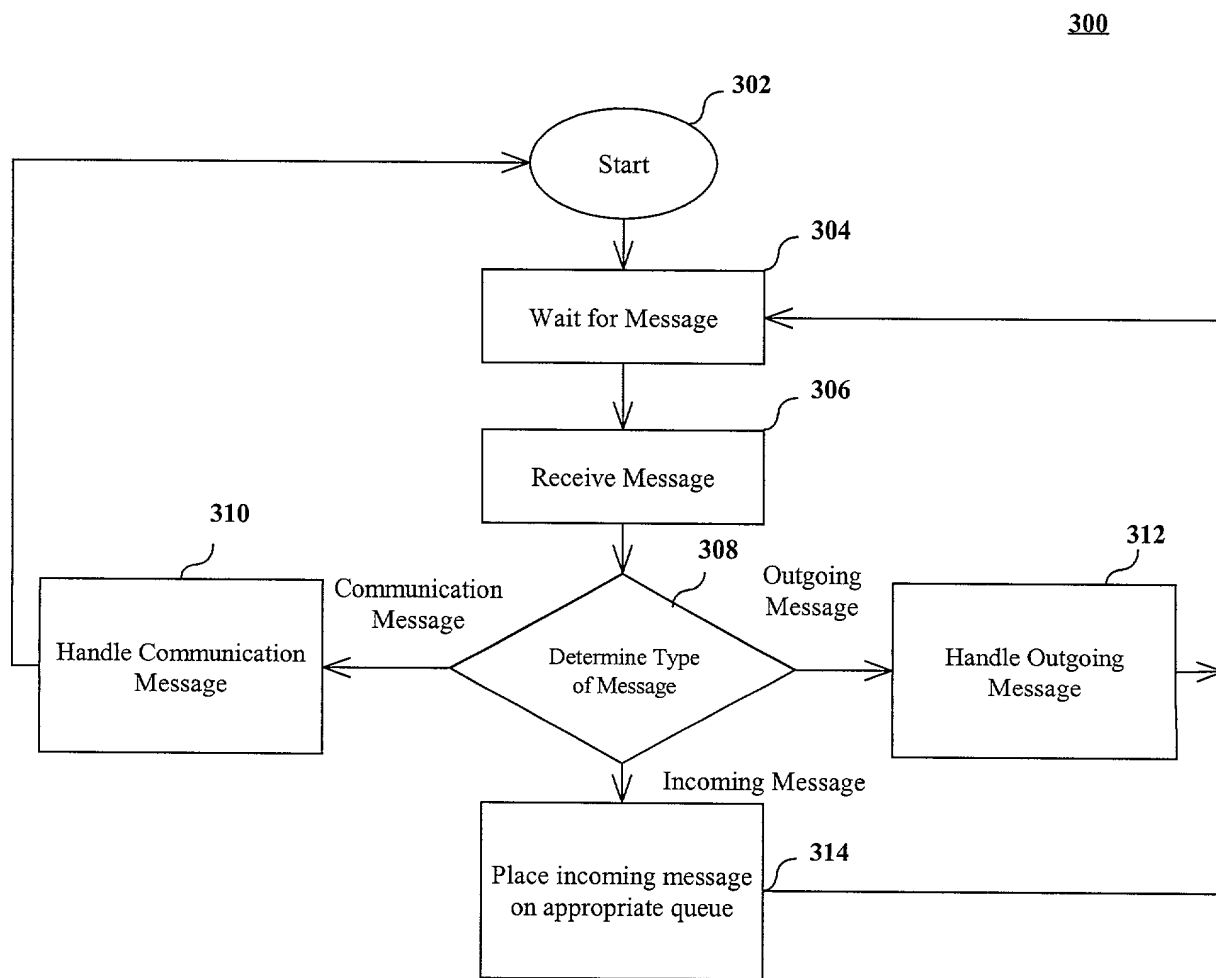 300
302
Start
304
Wait for Message
306
Receive Message
310
308
312
Communication
Message
Outgoing
Message
Handle Communication
Message
Determine Type
of Message
Handle Outgoing
Message
Incoming Message
314
Place incoming message
on appropriate queue